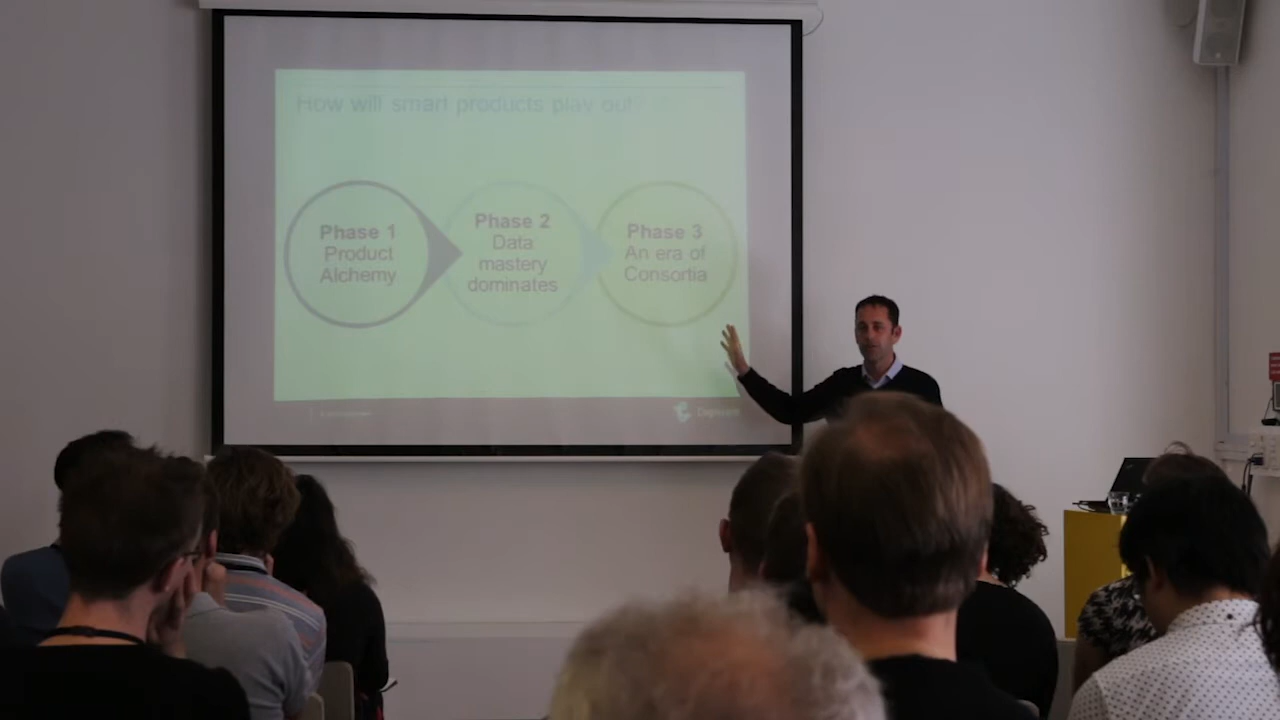 How will smart products play out?
Phase 1
Product
Alchemy
Phase 2
Data
mastery
dominates
Phase 3
An era of
Consortia